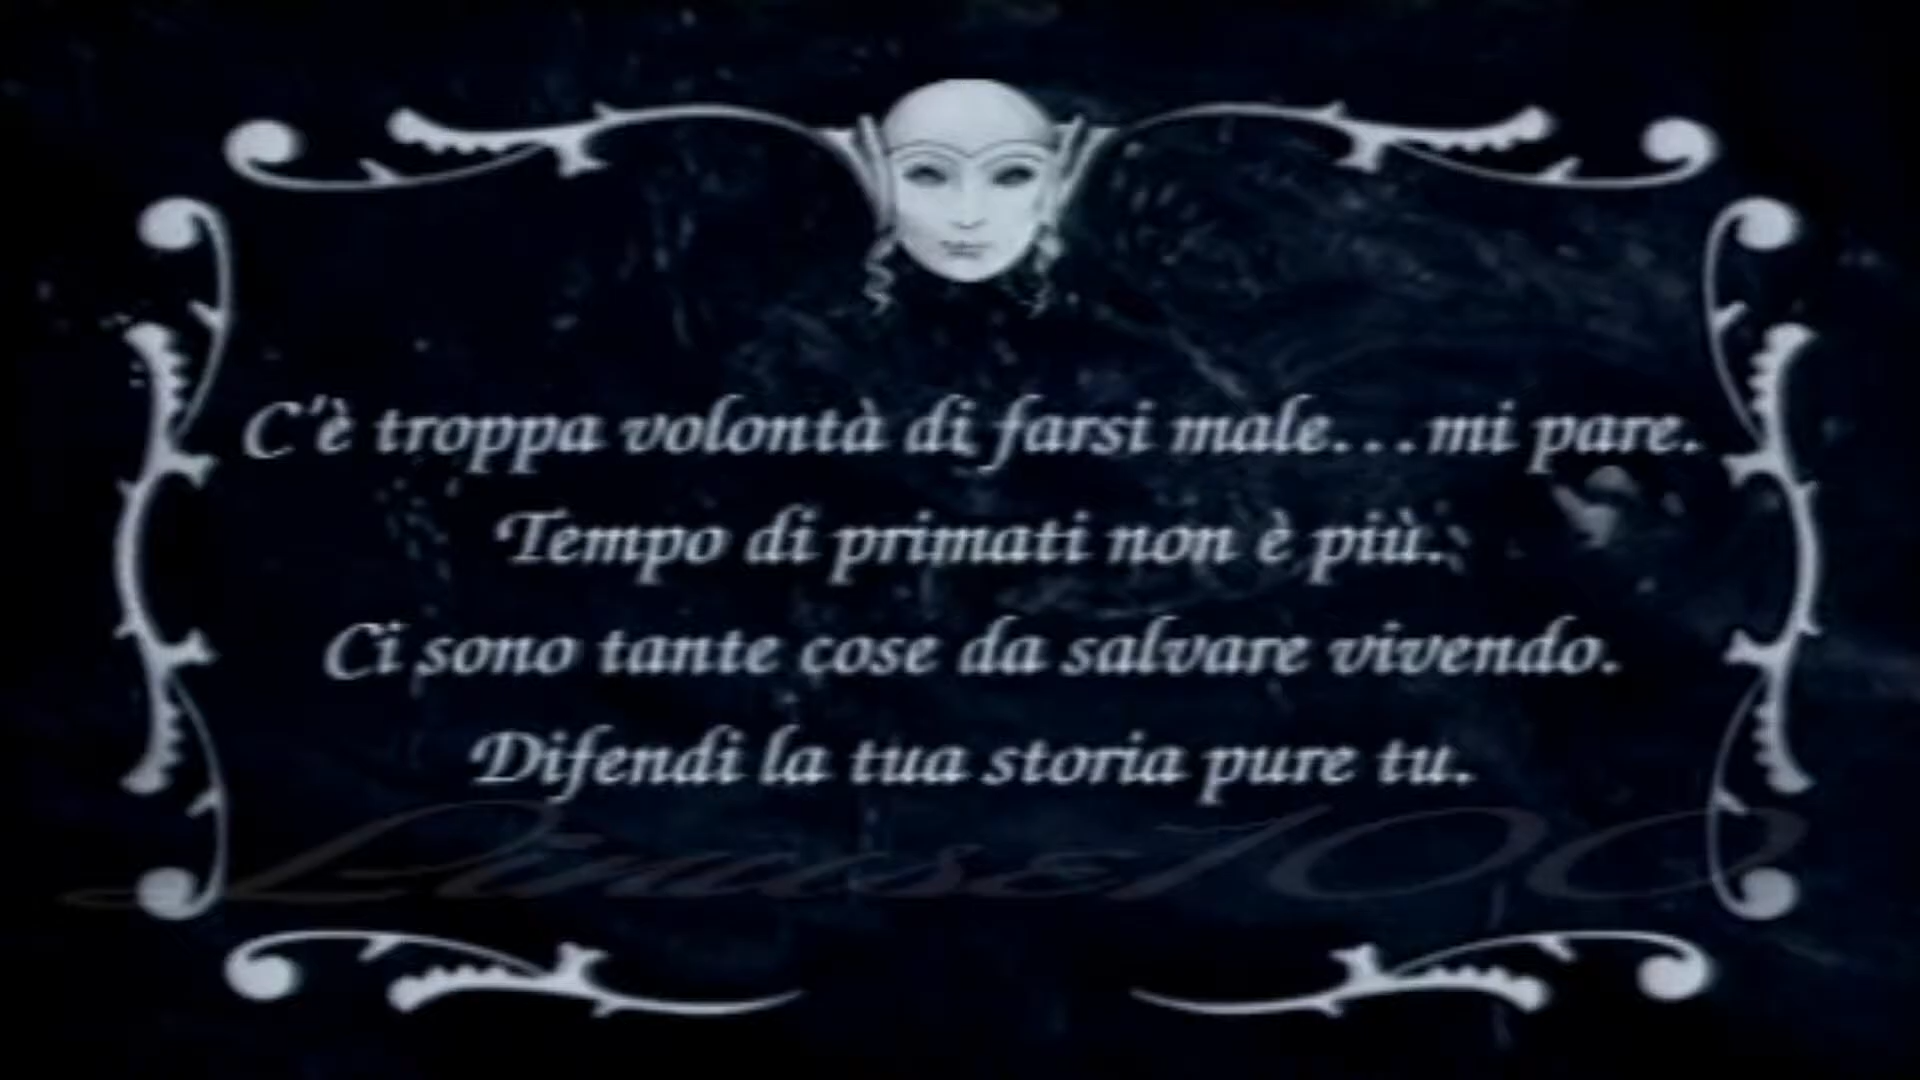 C'è troppa volontà di farsi male...mi pare.
Tempo di primati non è più.
Ci sono tante cose da salvare vivendo.
Difendi la tua storia pure tu.